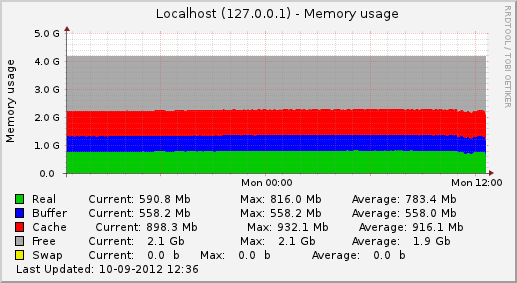 Localhost (127.0.0.1) - Memory usage
RRDTOOL / TOBI OETIKER
Memory usage
5.0 G
4.0 G
3.0 G
2.0 G
1.0 G
0.0
Mon 00:00 Mon 12:00
Real Current: 590.8 Mb Max: 816.0 Mb Average: 783.4 Mb
Buffer Current: 558.2 Mb Max: 558.2 Mb Average: 558.0 Mb
Cache Current: 898.3 Mb Max: 932.1 Mb Average: 916.1 Mb
Free Current: 2.1 Gb Max: 2.1 Gb Average: 1.9 Gb
Swap Current: 0.0 b Max: 0.0 b Average: 0.0 b
Last Updated: 10-09-2012 12:36